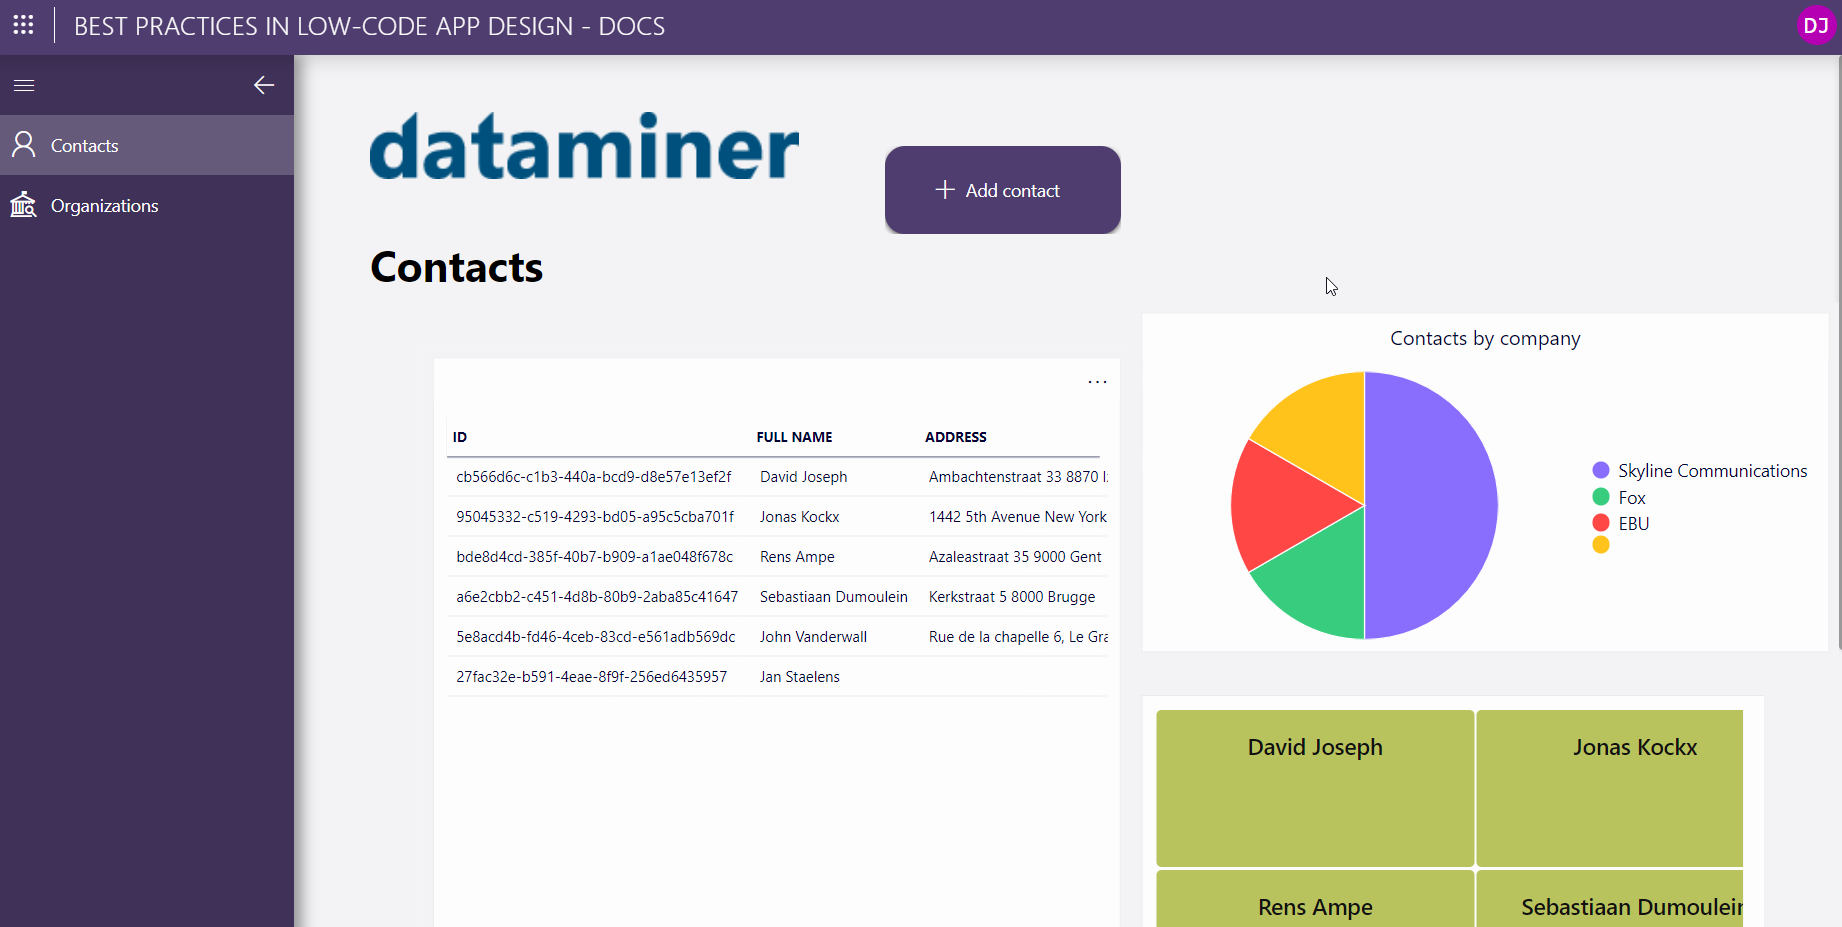 BEST PRACTICES IN LOW-CODE APP DESIGN - DOCS
DJ
Contacts
Organizations
dataminer
Add contact
Contacts
...
ID FULL NAME ADDRESS
cb566d6c-c1b3-440a-bcd9-d8e57e13ef2f David Joseph Ambachtenstraat 33 8870
95045332-c519-4293-bd05-a95c5cba701f Jonas Kockx 1442 5th Avenue New York
bde8d4cd-385f-40b7-b909-a1ae048f678c Rens Ampe Azaleastraat 35 9000 Gent
a6e2cbb2-c451-4d8b-80b9-2aba85c41647 Sebastiaan Dumoulein Kerkstraat 5 8000 Brugge
5e8acd4b-fd46-4ceb-83cd-e561adb569dc John Vanderwall Rue de la chapelle 6, Le Gra
27fac32e-b591-4eae-8f9f-256ed6435957 Jan Staelens
Contacts by company
Skyline Communications
Fox
EBU
David Joseph
Jonas Kockx
Rens Ampe
Sebastiaan Dumoulein